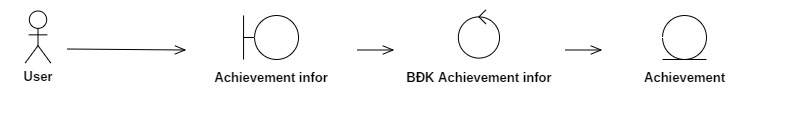 User
Achievement infor
BĐK Achievement infor
Achievement